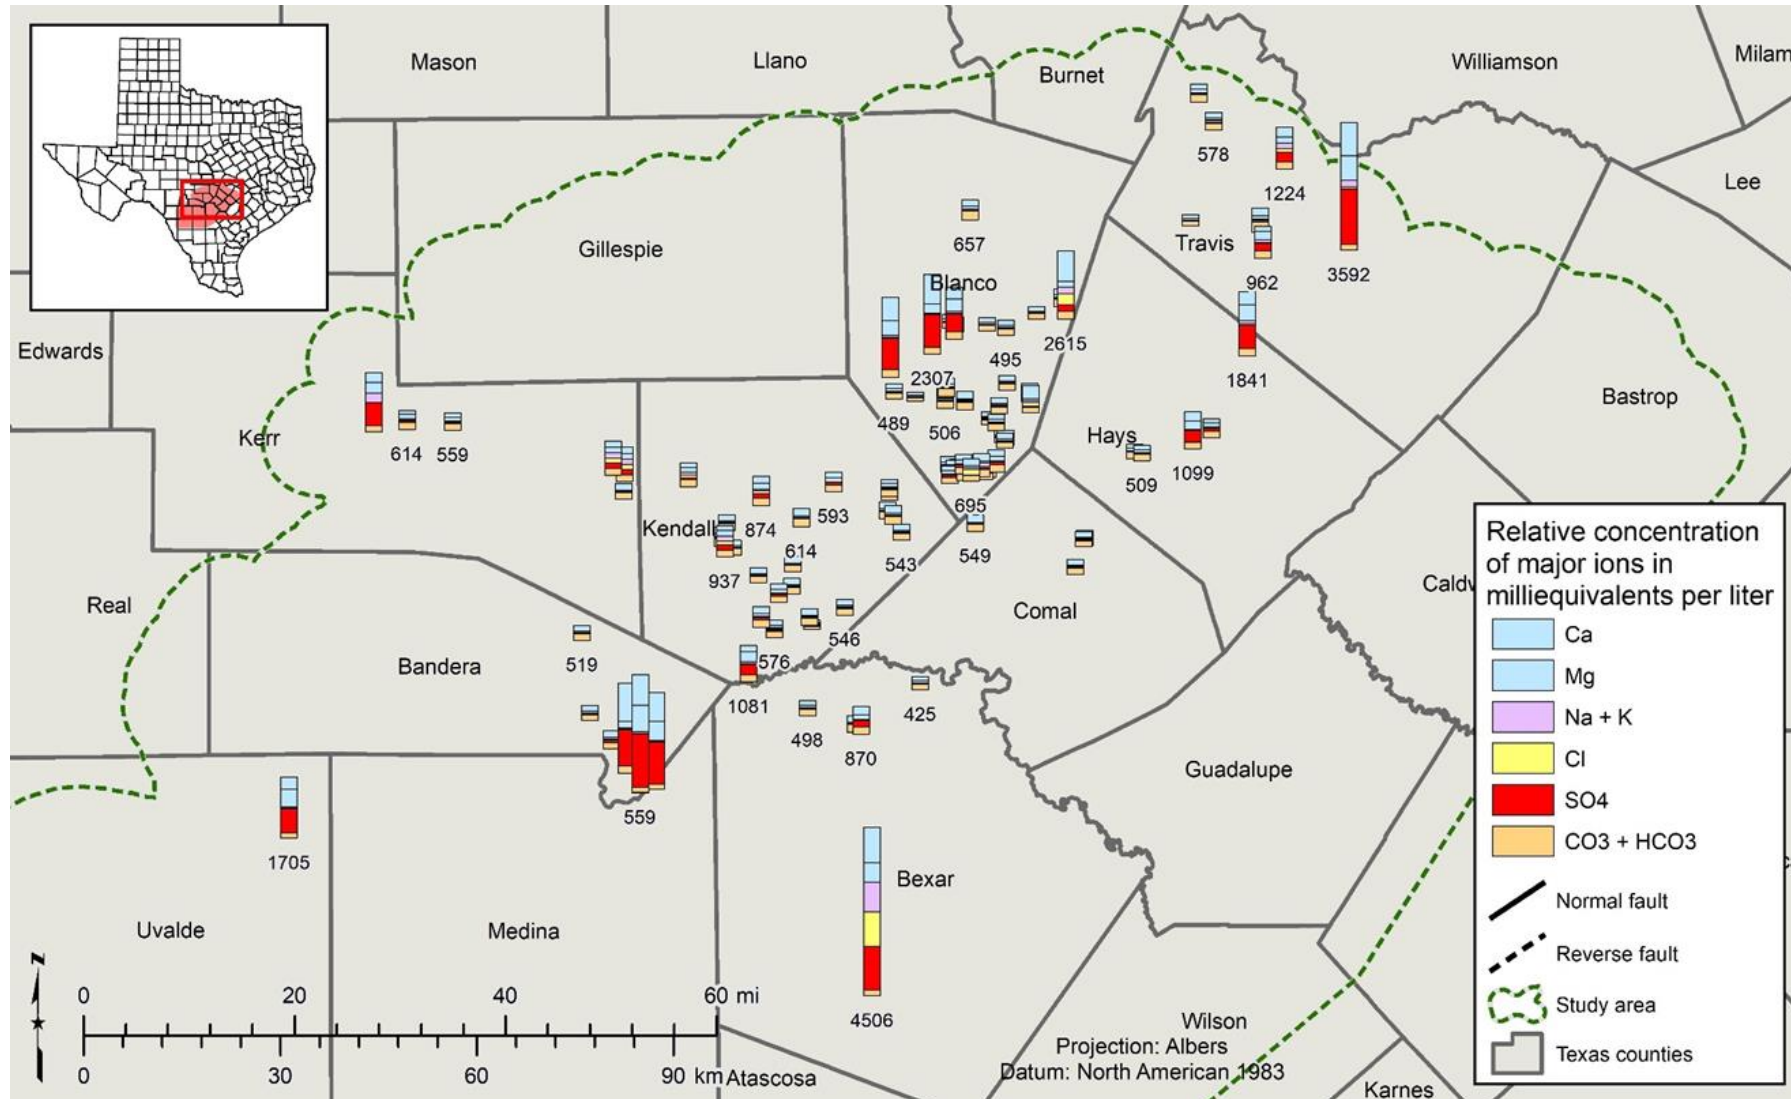 Mason
Llano
Burnet
Williamson
Milam
578
1224
Lee
657
Travis
Gillespie
962
3592
Blanco
Edwards
495
2615
2307
1841
Bastrop
489
506
Kerr
614
559
Hays
1099
509
695
593
874
Kendall
614
549
543
937
Real
Comal
546
519
576
Bandera
1081
425
498
870
Guadalupe
559
1705
Bexar
Uvalde
Medina
4506
Wilson
Atascosa
Karnes
Relative concentration
of major ions in
milliequivalents per liter
Ca
Mg
Na + K
Cl
SO4
CO3 + HCO3
Normal fault
Reverse fault
Study area
Texas counties
N
0 20 40 60 mi
0 30 60 90 km
Projection: Albers
Datum: North American 1983